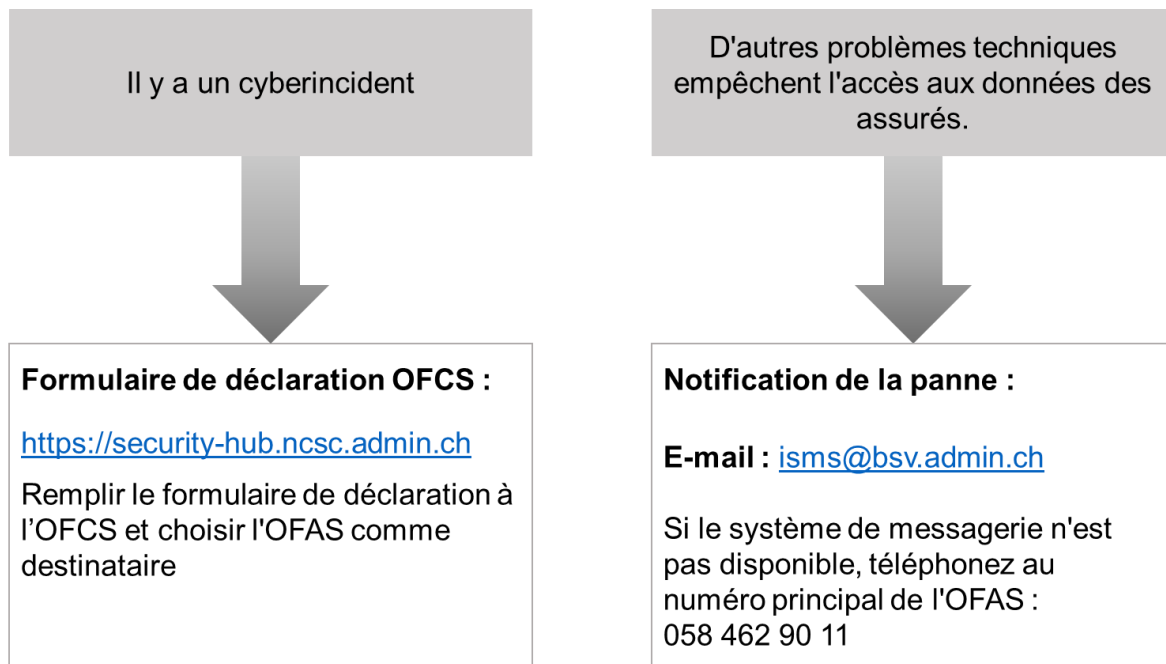 Il y a un cyberincident
D'autres problèmes techniques
empêchent l'accès aux données des
assurés.
Formulaire de déclaration OFCS :
https://security-hub.ncsc.admin.ch
Remplir le formulaire de déclaration à
l’OFCS et choisir l'OFAS comme
destinataire
Notification de la panne :
E-mail : isms@bsv.admin.ch
Si le système de messagerie n'est
pas disponible, téléphonez au
numéro principal de l'OFAS :
058 462 90 11